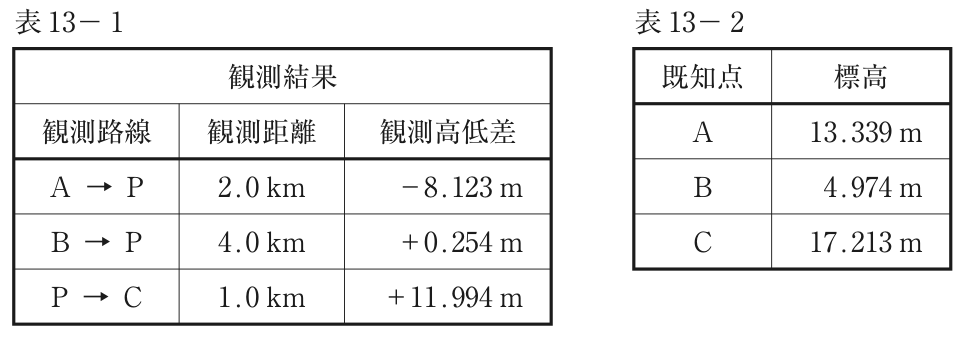 表13－1
観測結果
観測路線 観測距離 観測高低差
A → P 2.0 km －8.123 m
B → P 4.0 km ＋0.254 m
P → C 1.0 km ＋11.994 m
表13－2
既知点 標高
A 13.339 m
B 4.974 m
C 17.213 m